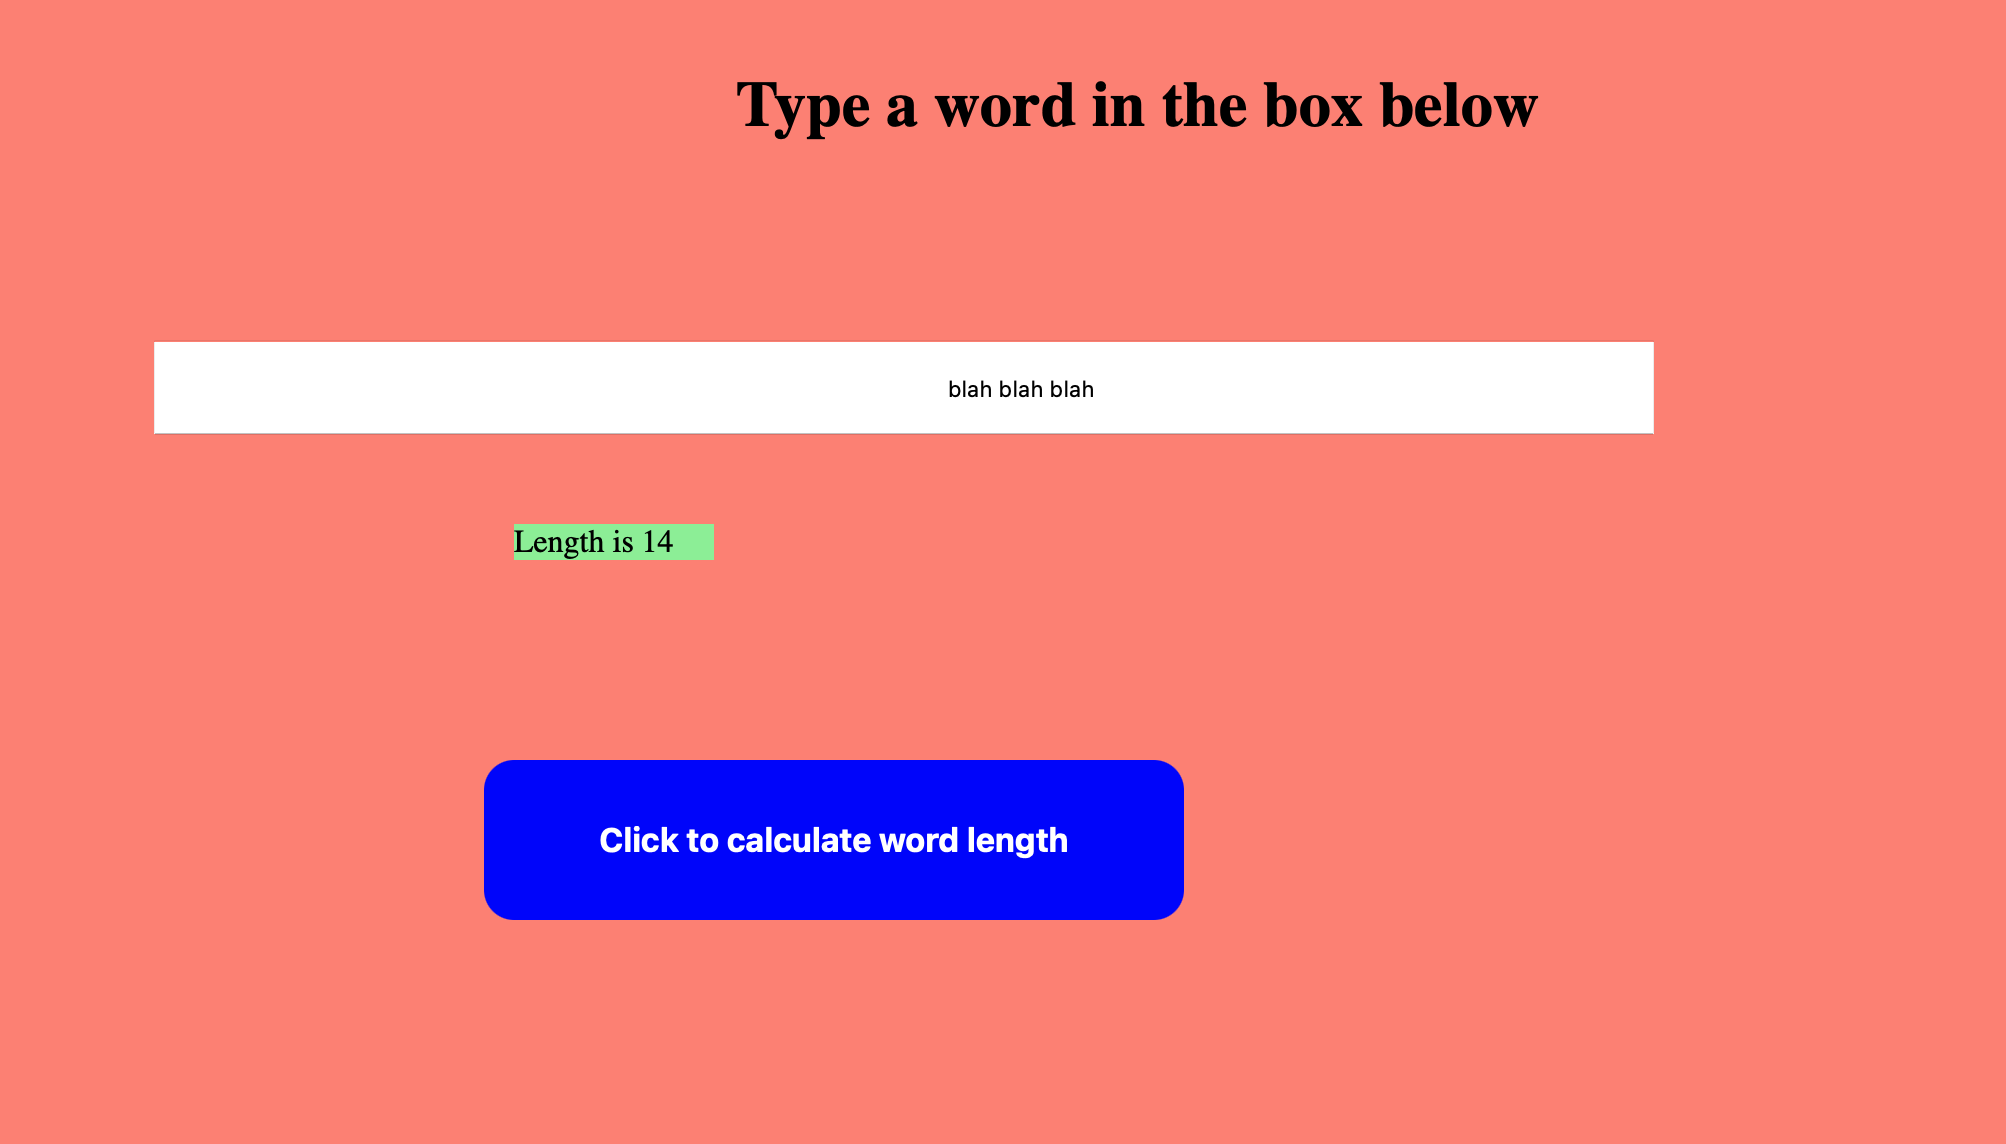 Type a word in the box below
blah blah blah
Length is 14
Click to calculate word length